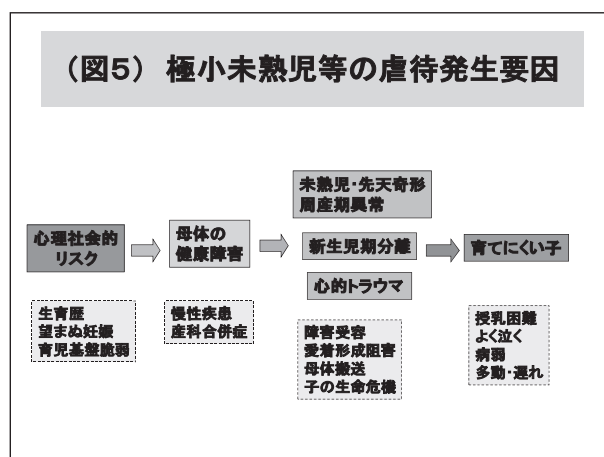 (図5) 極小未熟児等の虐待発生要因
心理社会的
リスク
生育歴
望まぬ妊娠
育児基盤脆弱
母体の
健康障害
慢性疾患
産科合併症
未熟児・先天奇形
周産期異常
新生児期分離
心的トラウマ
障害受容
愛着形成阻害
母体搬送
子の生命危機
育てにくい子
授乳困難
よく泣く
病弱
多動・遅れ